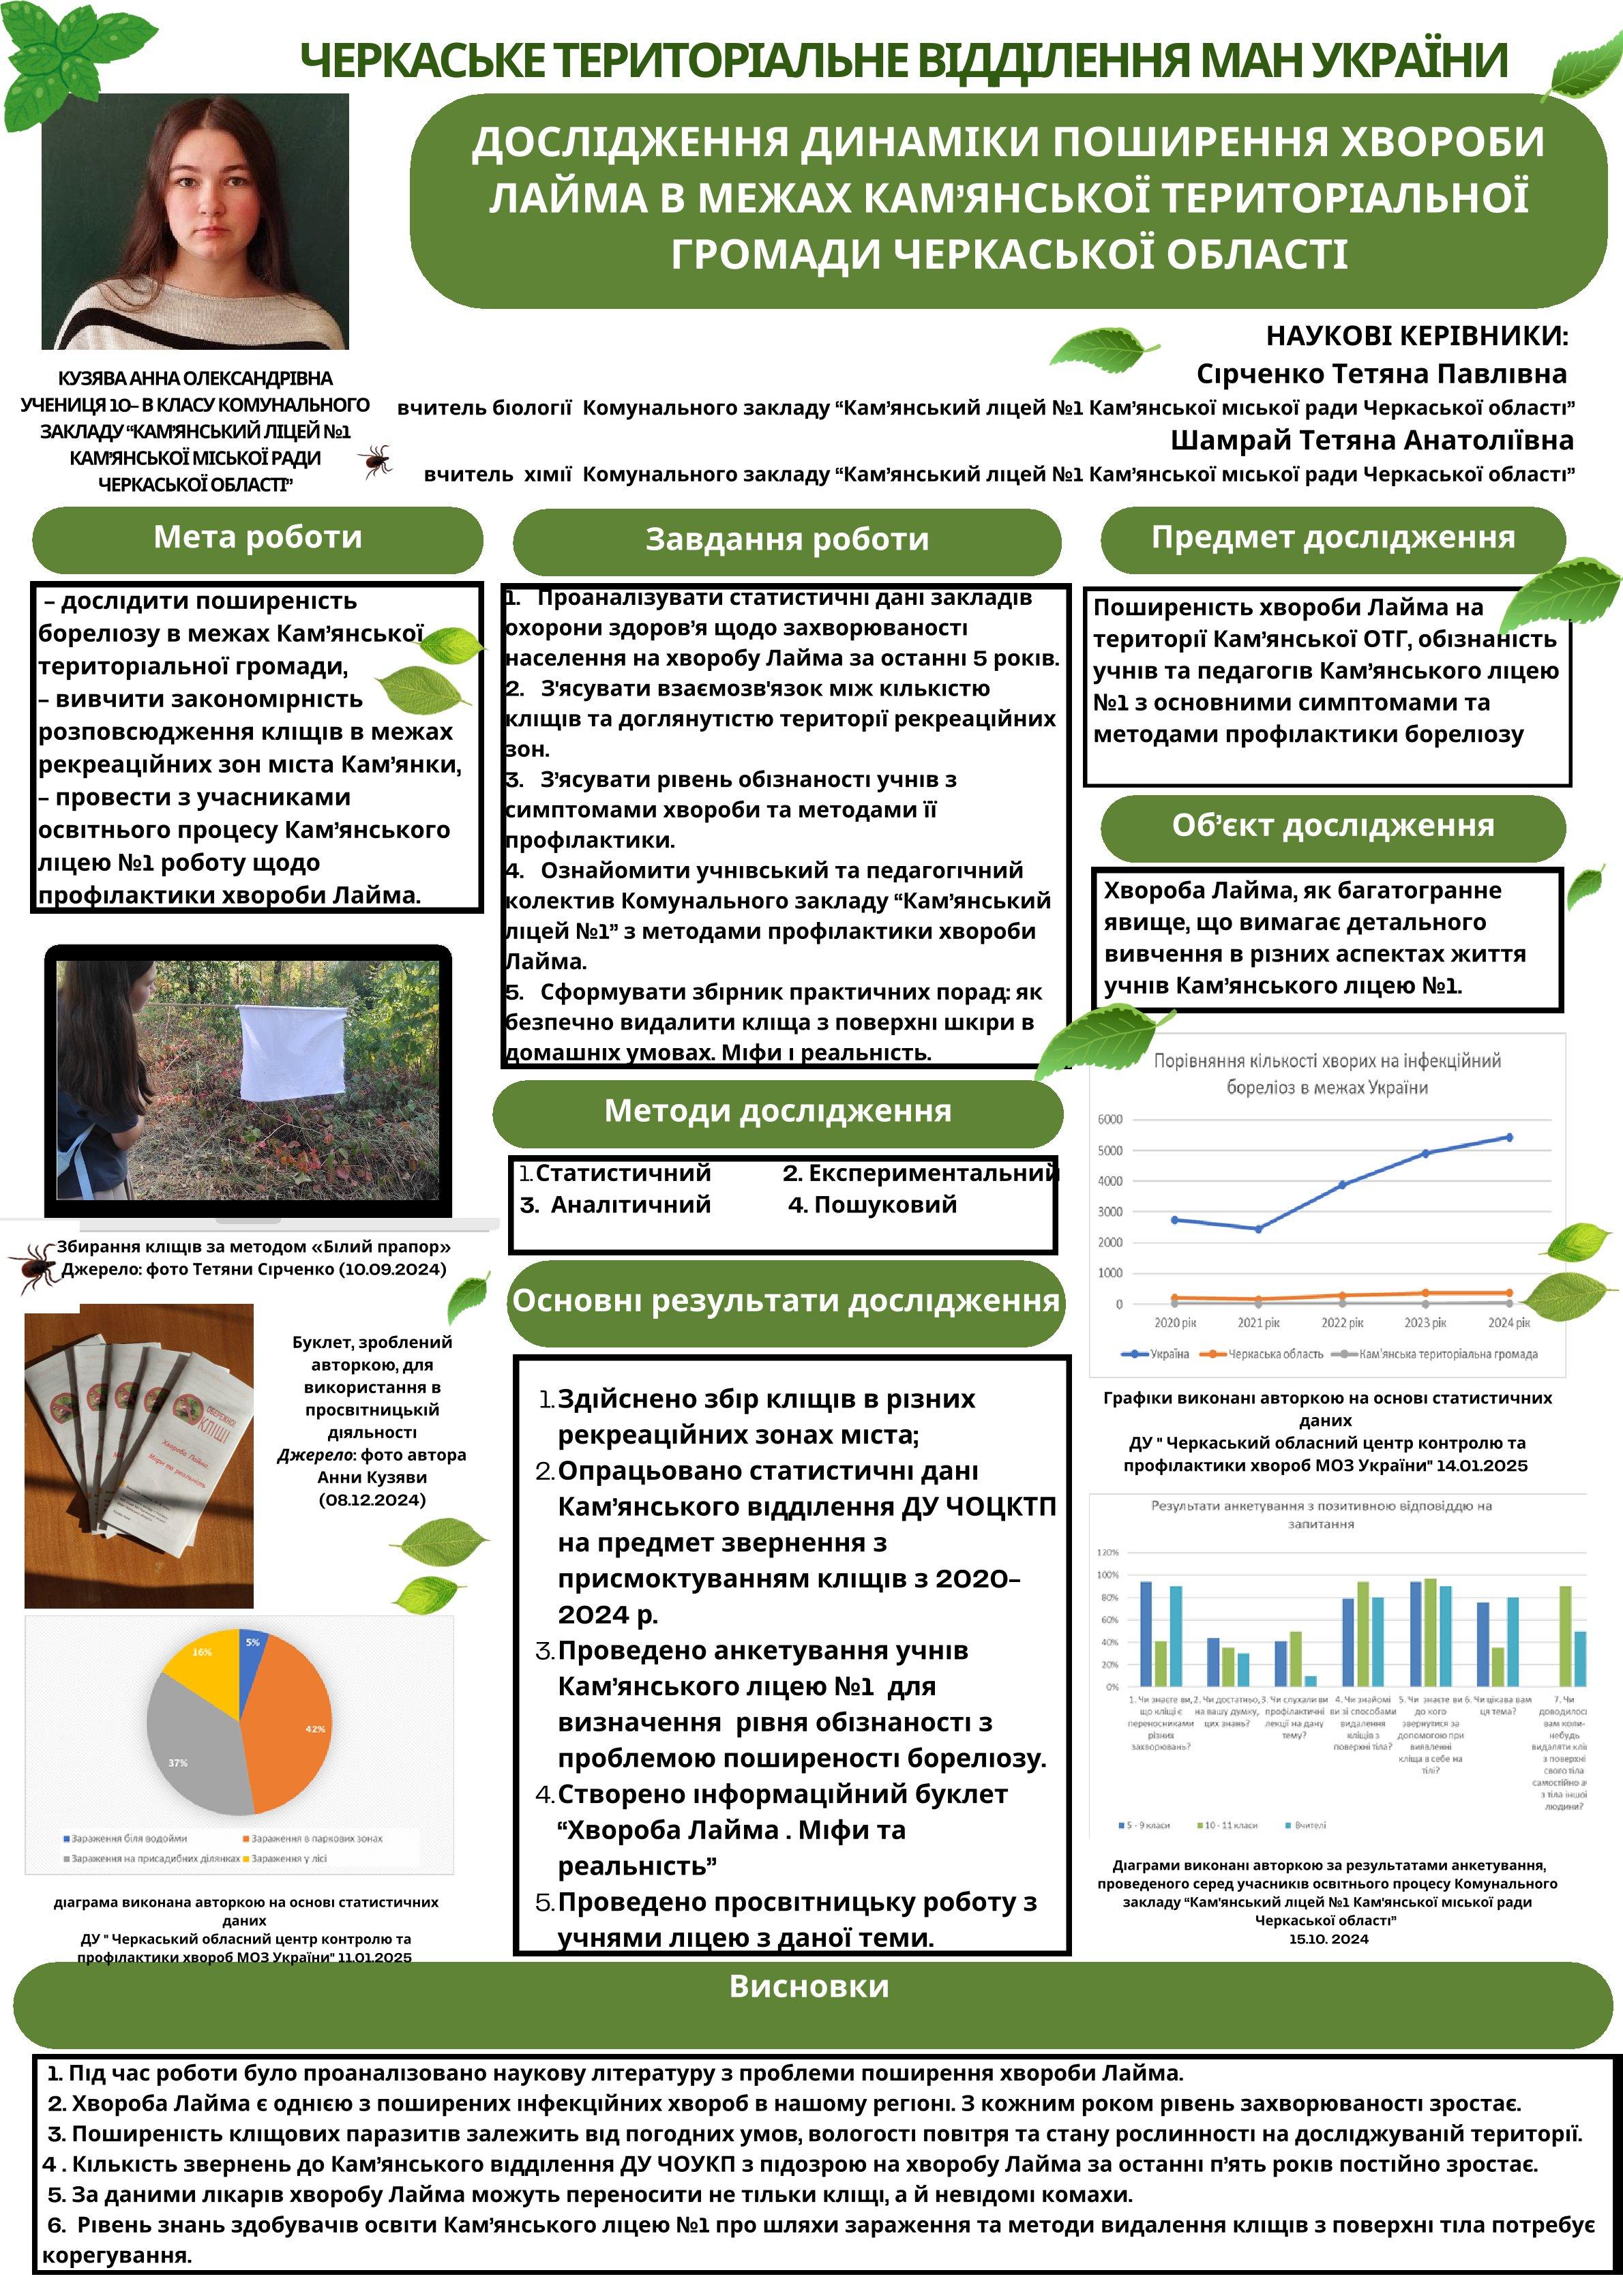 ЧЕРКАСЬКЕ ТЕРИТОРІАЛЬНЕ ВІДДІЛЕННЯ МАН УКРАЇНИ
ДОСЛІДЖЕННЯ ДИНАМІКИ ПОШИРЕННЯ ХВОРОБИ
ЛАЙМА В МЕЖАХ КАМ’ЯНСЬКОЇ ТЕРИТОРІАЛЬНОЇ
ГРОМАДИ ЧЕРКАСЬКОЇ ОБЛАСТІ
КУЗЯВА АННА ОЛЕКСАНДРІВНА
УЧЕНИЦЯ 10– В КЛАСУ КОМУНАЛЬНОГО
ЗАКЛАДУ “КАМ’ЯНСЬКИЙ ЛІЦЕЙ №1
КАМ’ЯНСЬКОЇ МІСЬКОЇ РАДИ
ЧЕРКАСЬКОЇ ОБЛАСТІ”
НАУКОВІ КЕРІВНИКИ:
Сірченко Тетяна Павлівна
вчитель біології Комунального закладу “Кам’янський ліцей №1 Кам’янської міської ради Черкаської області”
Шамрай Тетяна Анатоліївна
вчитель хімії Комунального закладу “Кам’янський ліцей №1 Кам’янської міської ради Черкаської області”
Мета роботи
– дослідити поширеність
бореліозу в межах Кам’янської
територіальної громади,
– вивчити закономірність
розповсюдження кліщів в межах
рекреаційних зон міста Кам’янки,
– провести з учасниками
освітнього процесу Кам’янського
ліцею №1 роботу щодо
профілактики хвороби Лайма.
Збирання кліщів за методом «Білий прапор»
Джерело: фото Тетяни Сірченко (10.09.2024)
ОБЕРЕЖНО!
КЛІЩІ
Хвороба Лайма.
Міфи та реальність
Буклет, зроблений
авторкою, для
використання в
просвітницькій
діяльності
Джерело: фото автора
Анни Кузяви
(08.12.2024)
5%
16%
42%
37%
Зараження біля водойми
Зараження в паркових зонах
Зараження на присадибних ділянках
Зараження у лісі
діаграма виконана авторкою на основі статистичних
даних
ДУ " Черкаський обласний центр контролю та
профілактики хвороб МОЗ України" 11.01.2025
Завдання роботи
1. Проаналізувати статистичні дані закладів
охорони здоров’я щодо захворюваності
населення на хворобу Лайма за останні 5 років.
2. З'ясувати взаємозв'язок між кількістю
кліщів та доглянутістю території рекреаційних
зон.
3. З’ясувати рівень обізнаності учнів з
симптомами хвороби та методами її
профілактики.
4. Ознайомити учнівський та педагогічний
колектив Комунального закладу “Кам’янський
ліцей №1” з методами профілактики хвороби
Лайма.
5. Сформувати збірник практичних порад: як
безпечно видалити кліща з поверхні шкіри в
домашніх умовах. Міфи і реальність.
Методи дослідження
1. Статистичний 2. Експериментальний
3. Аналітичний 4. Пошуковий
Основні результати дослідження
1. Здійснено збір кліщів в різних
рекреаційних зонах міста;
2. Опрацьовано статистичні дані
Кам’янського відділення ДУ ЧОЦКТП
на предмет звернення з
присмоктуванням кліщів з 2020–
2024 р.
3. Проведено анкетування учнів
Кам’янського ліцею №1 для
визначення рівня обізнаності з
проблемою поширеності бореліозу.
4. Створено інформаційний буклет
“Хвороба Лайма . Міфи та
реальність”
5. Проведено просвітницьку роботу з
учнями ліцею з даної теми.
Предмет дослідження
Поширеність хвороби Лайма на
території Кам’янської ОТГ, обізнаність
учнів та педагогів Кам’янського ліцею
№1 з основними симптомами та
методами профілактики бореліозу
Об’єкт дослідження
Хвороба Лайма, як багатогранне
явище, що вимагає детального
вивчення в різних аспектах життя
учнів Кам’янського ліцею №1.
Порівняння кількості хворих на інфекційний
бореліоз в межах України
6000
5000
4000
3000
2000
1000
0
2020 рік 2021 рік 2022 рік 2023 рік 2024 рік
Україна Черкаська область Кам’янська територіальна громада
Графіки виконані авторкою на основі статистичних
даних
ДУ " Черкаський обласний центр контролю та
профілактики хвороб МОЗ України" 14.01.2025
Результати анкетування з позитивною відповіддю на
запитання
120%
100%
80%
60%
40%
20%
0%
1. Чи знаєте ви,
що кліщі є
переносниками
різних
захворювань?
2. Чи достатньо,
на вашу думку,
цих знань?
3. Чи слухали ви
профілактичні
лекції на дану
тему?
4. Чи знайомі
ви зі способами
видалення
кліщів з
поверхні тіла?
5. Чи знаєте ви
до кого
звернутися за
допомогою при
виявленні
кліща в себе на
тілі?
6. Чи цікава вам
ця тема?
7. Чи
доводилось
вам коли-
небудь
видаляти клі
з поверхні
свого тіла
самостійно а
з тіла іншої
людини?
5 - 9 класи 10 - 11 класи Вчителі
Діаграми виконані авторкою за результатами анкетування,
проведеного серед учасників освітнього процесу Комунального
закладу “Кам’янський ліцей №1 Кам’янської міської ради
Черкаської області”
15.10. 2024
Висновки
1. Під час роботи було проаналізовано наукову літературу з проблеми поширення хвороби Лайма.
2. Хвороба Лайма є однією з поширених інфекційних хвороб в нашому регіоні. З кожним роком рівень захворюваності зростає.
3. Поширеність кліщових паразитів залежить від погодних умов, вологості повітря та стану рослинності на досліджуваній території.
4 . Кількість звернень до Кам’янського відділення ДУ ЧОУКП з підозрою на хворобу Лайма за останні п’ять років постійно зростає.
5. За даними лікарів хворобу Лайма можуть переносити не тільки кліщі, а й невідомі комахи.
6. Рівень знань здобувачів освіти Кам’янського ліцею №1 про шляхи зараження та методи видалення кліщів з поверхні тіла потребує
корегування.